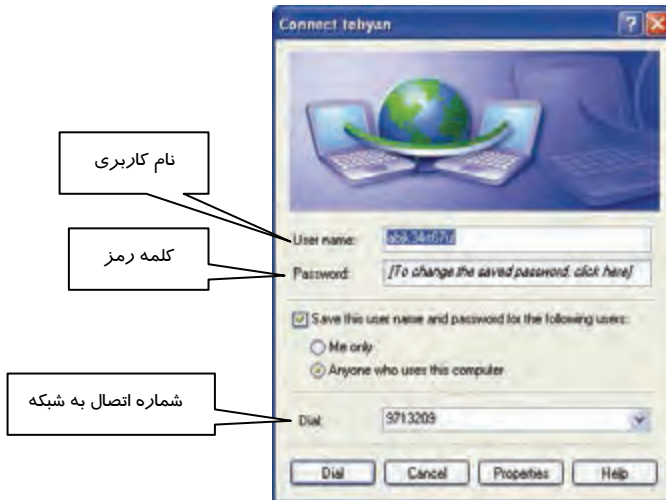 Connect tebyan
نام کاربری
User name:
کلمه رمز
Password: [To change the saved password, click here]
Save this user name and password for the following users:
Me only
Anyone who uses this computer
شماره اتصال به شبکه
Dial: 9713209
Dial Cancel Properties Help